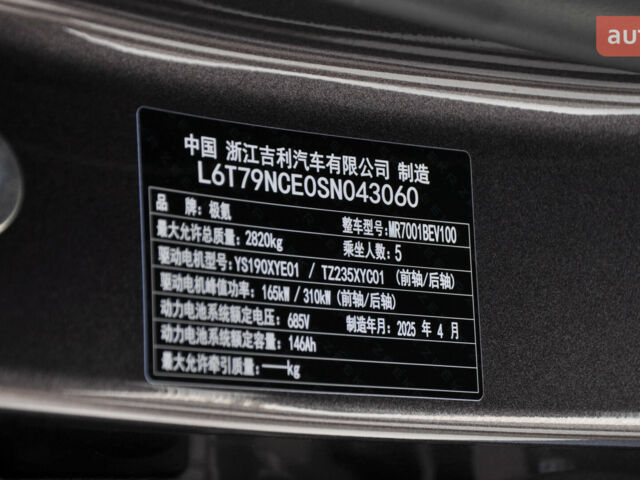 aut
中国 浙江吉利汽车有限公司 制造
L6T79NCE0SN043060
品 牌：极氪 整车型号：MR7001BEV100
最大允许总质量：2820kg 乘坐人数：5
驱动电机型号：YS190XYE01 / TZ235XYC01 (前轴/后轴)
驱动电机峰值功率：165kW / 310kW (前轴/后轴)
动力电池系统额定电压：685V 制造年月：2025 年 4 月
动力电池系统额定容量：146Ah
最大允许牵引质量：——kg